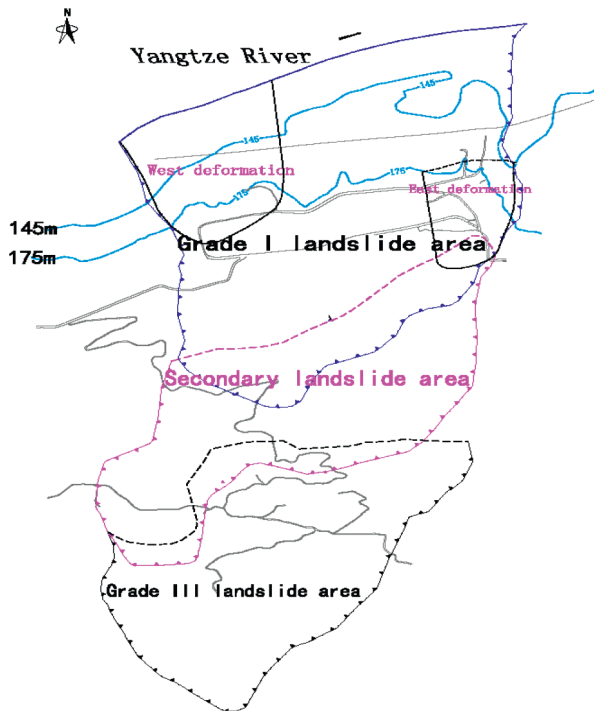 N
Yangtze River
145
145
West deformation
175
175
East deformation
145m
175m
Grade I landslide area
Secondary landslide area
Grade III landslide area